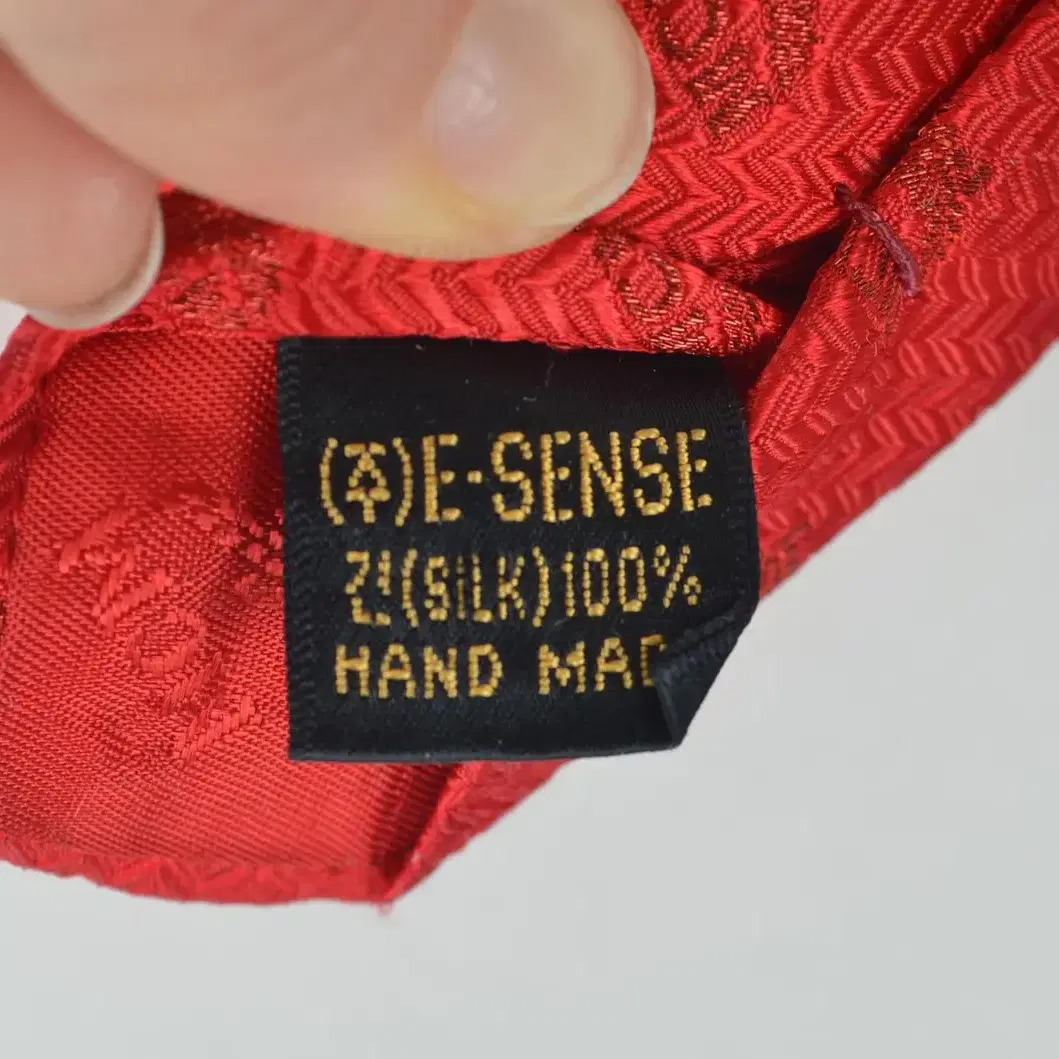 (주)E·SENSE
견(SiLK)100%
HAND MAD